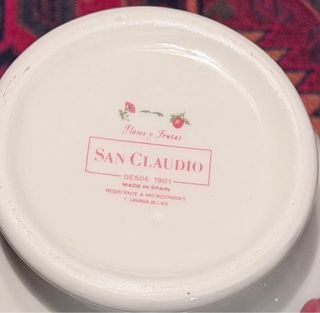 Flores y Frutas
SAN CLAUDIO
DESDE 1901
MADE IN SPAIN
RESISTENTE A MICROONDAS
Y LAVAVAJILLAS